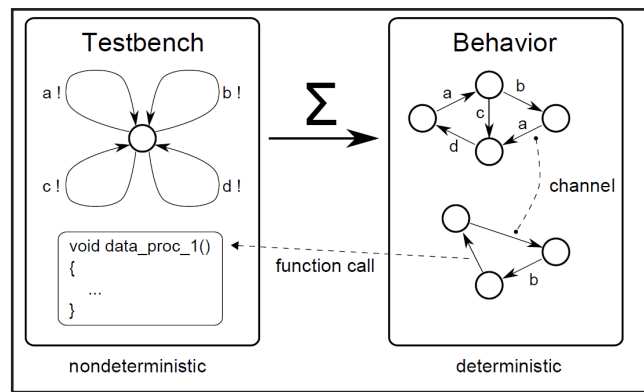 Testbench
Behavior
a !
b !
c !
d !
Σ
a
b
c
a
d
channel
void data_proc_1()
{
...
}
function call
b
nondeterministic
deterministic